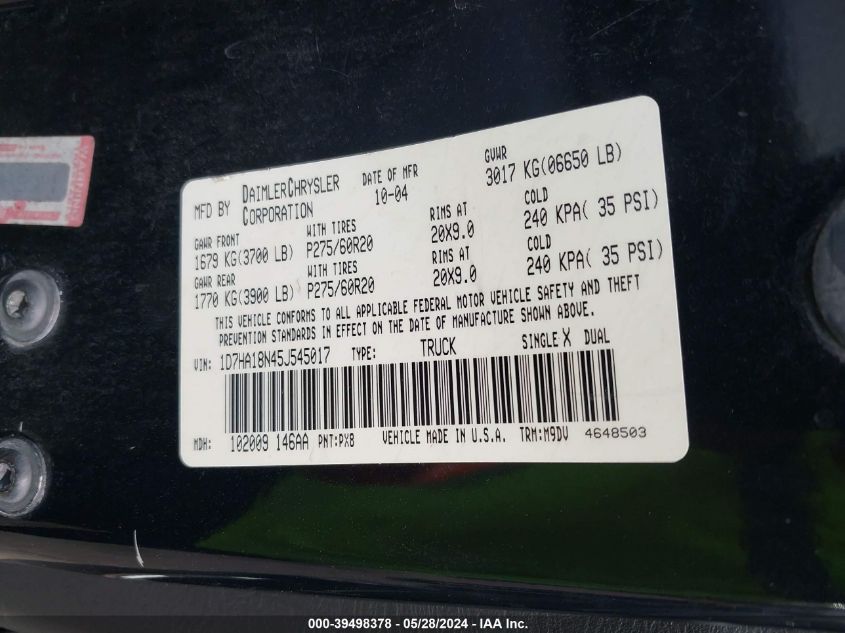 MFD BY DAIMLERCHRYSLER CORPORATION DATE OF MFR 10-04 GVWR 3017 KG(06650 LB)
GAWR FRONT WITH TIRES RIMS AT COLD
1679 KG(3700 LB) P275/60R20 20X9.0 240 KPA( 35 PSI)
GAWR REAR WITH TIRES RIMS AT COLD
1770 KG(3900 LB) P275/60R20 20X9.0 240 KPA( 35 PSI)
THIS VEHICLE CONFORMS TO ALL APPLICABLE FEDERAL MOTOR VEHICLE SAFETY AND THEFT
PREVENTION STANDARDS IN EFFECT ON THE DATE OF MANUFACTURE SHOWN ABOVE.
VIN: 1D7HA18N45J545017 TYPE: TRUCK SINGLE X DUAL
MDH: 102009 146AA PNT:PXB VEHICLE MADE IN U.S.A. TRM:M9DV 4648503
000-39498378 - 05/28/2024 - IAA Inc.